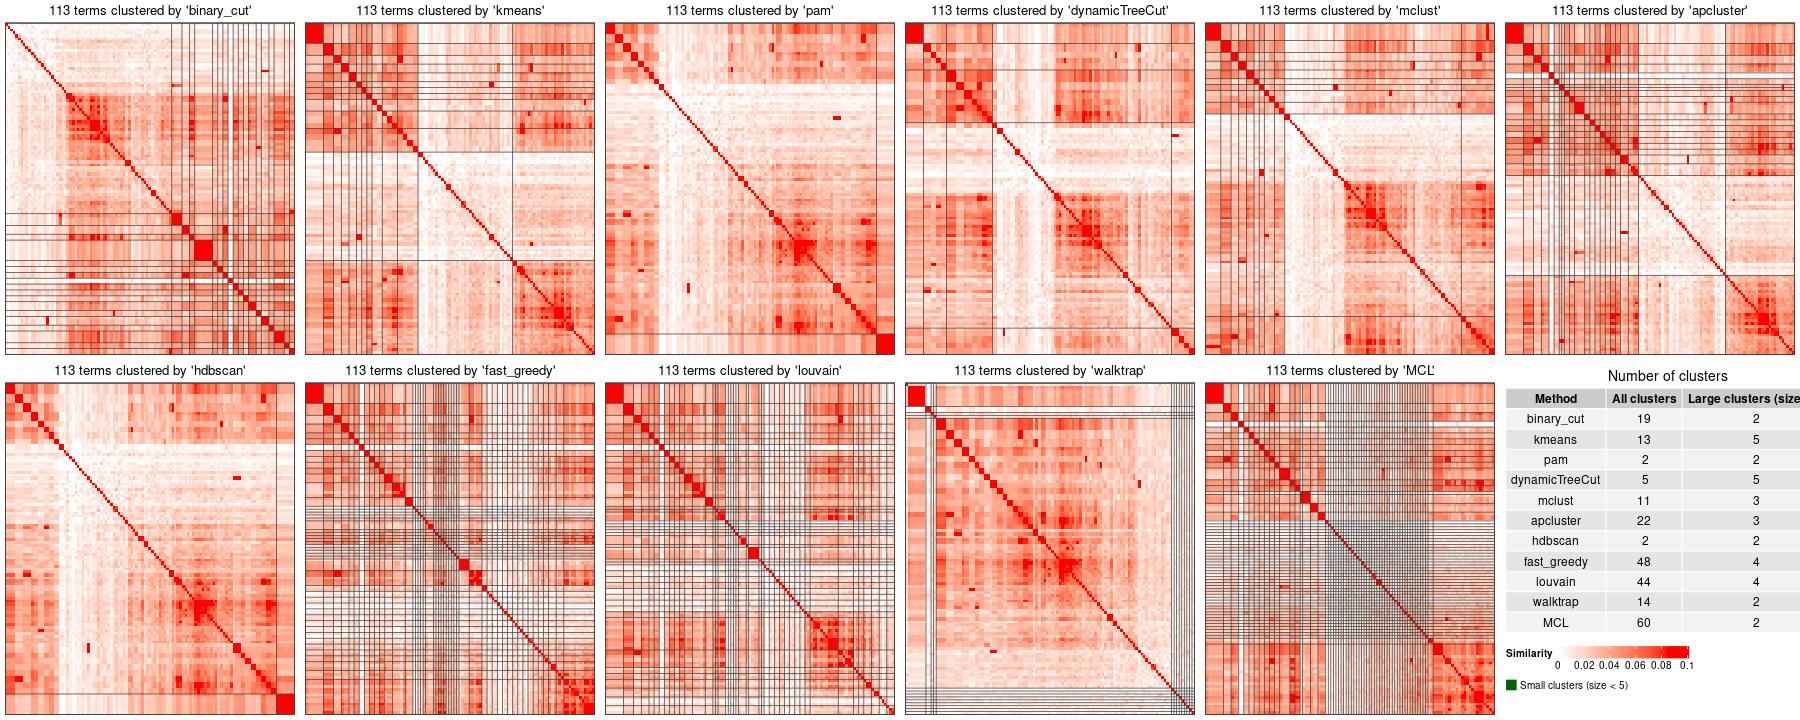 113 terms clustered by 'binary_cut'
113 terms clustered by 'kmeans'
113 terms clustered by 'pam'
113 terms clustered by 'dynamicTreeCut'
113 terms clustered by 'mclust'
113 terms clustered by 'apcluster'
113 terms clustered by 'hdbscan'
113 terms clustered by 'fast_greedy'
113 terms clustered by 'louvain'
113 terms clustered by 'walktrap'
113 terms clustered by 'MCL'
Number of clusters
Method All clusters Large clusters (size
binary_cut 19 2
kmeans 13 5
pam 2 2
dynamicTreeCut 5 5
mclust 11 3
apcluster 22 3
hdbscan 2 2
fast_greedy 48 4
louvain 44 4
walktrap 14 2
MCL 60 2
Similarity
0 0.02 0.04 0.06 0.08 0.1
Small clusters (size < 5)